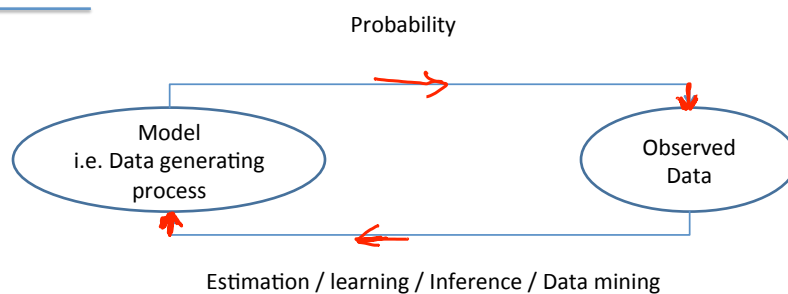 Probability
Model
i.e. Data generating
process
Observed
Data
Estimation / learning / Inference / Data mining